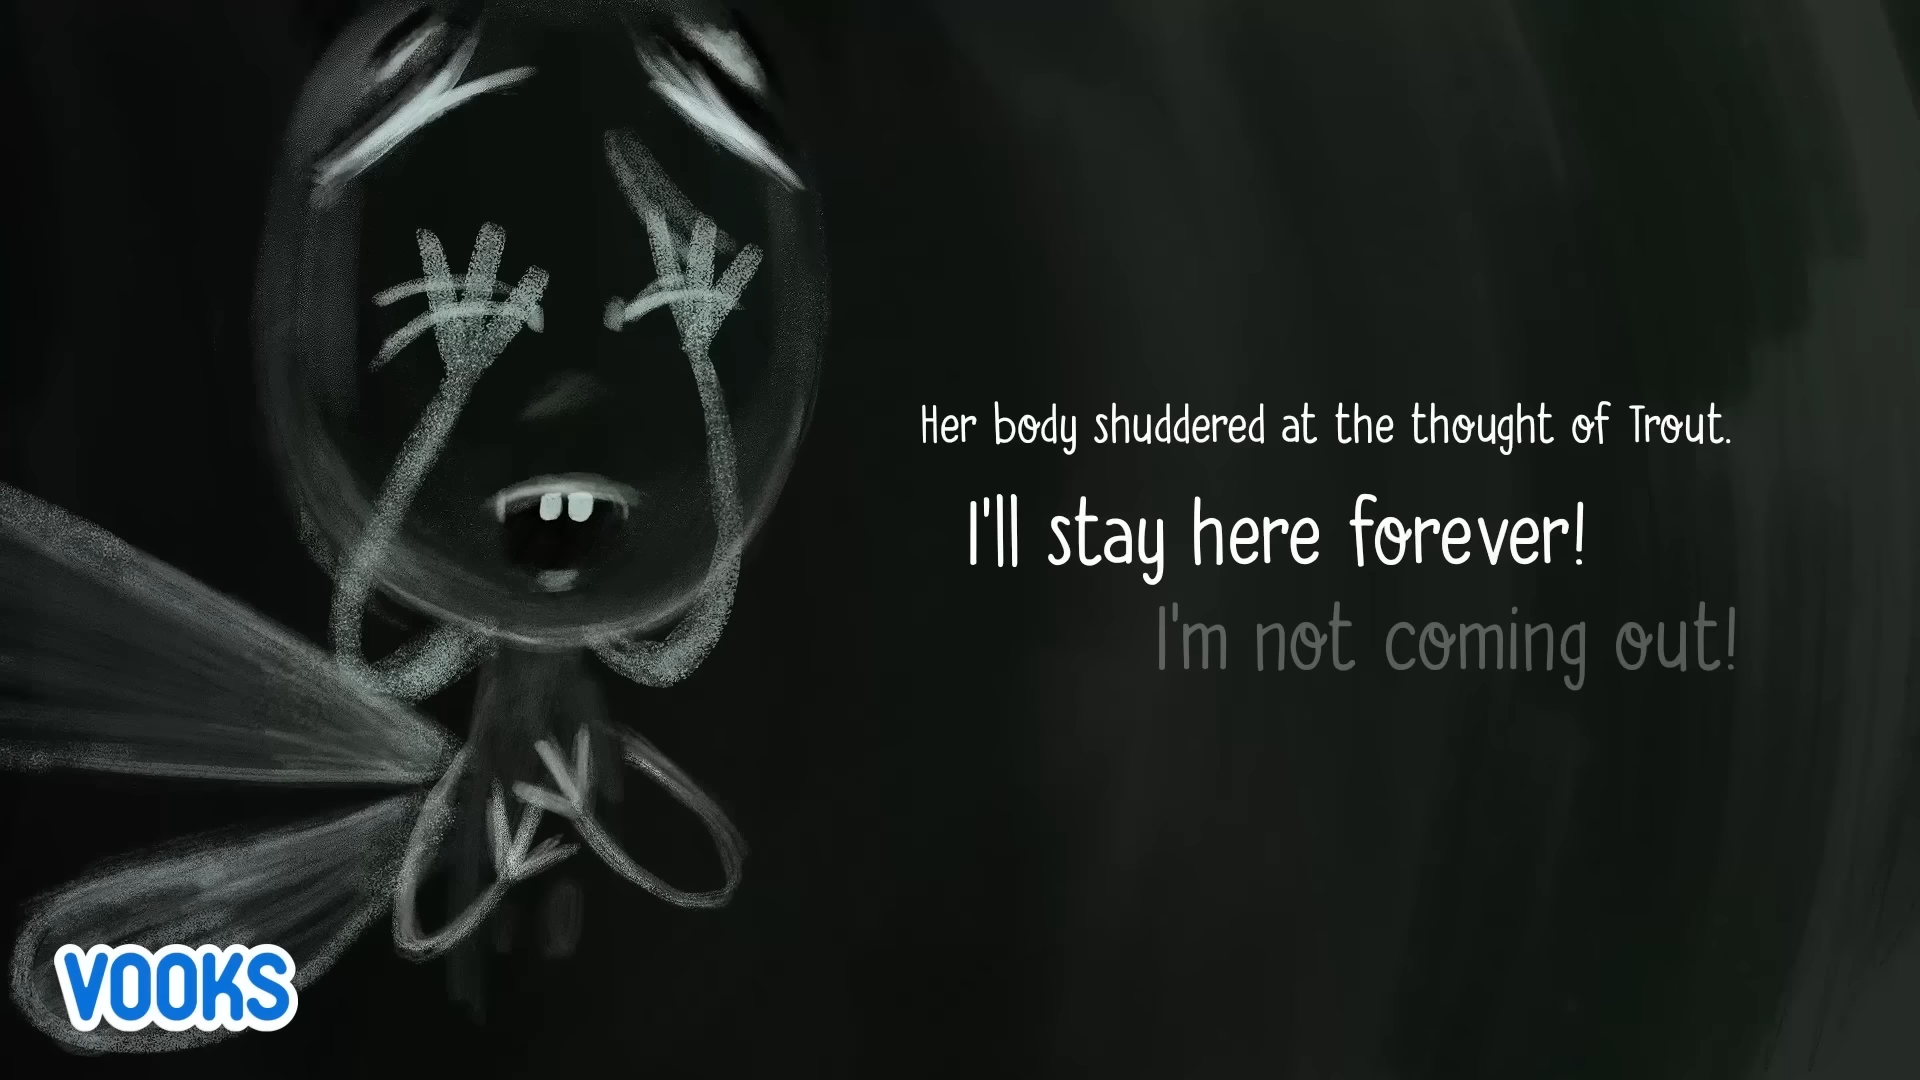 Her body shuddered at the thought of Trout.
I'll stay here forever!
I'm not coming out!
VOOKS